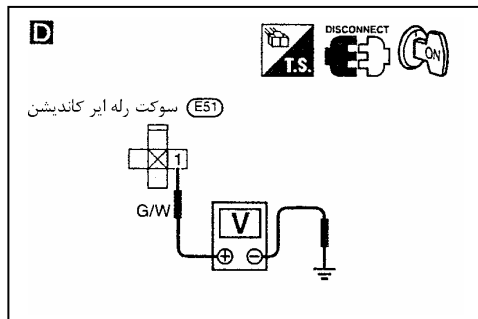 D
T.S.
DISCONNECT
ON
سوکت رله ایر کاندیشن E51
1
G/W
V
+ −